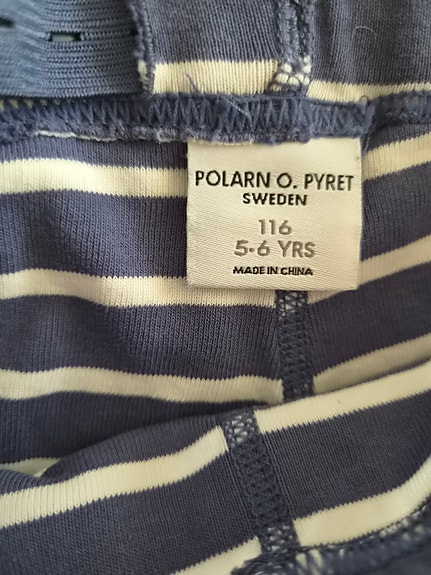 POLARN O. PYRET
SWEDEN
116
5-6 YRS
MADE IN CHINA